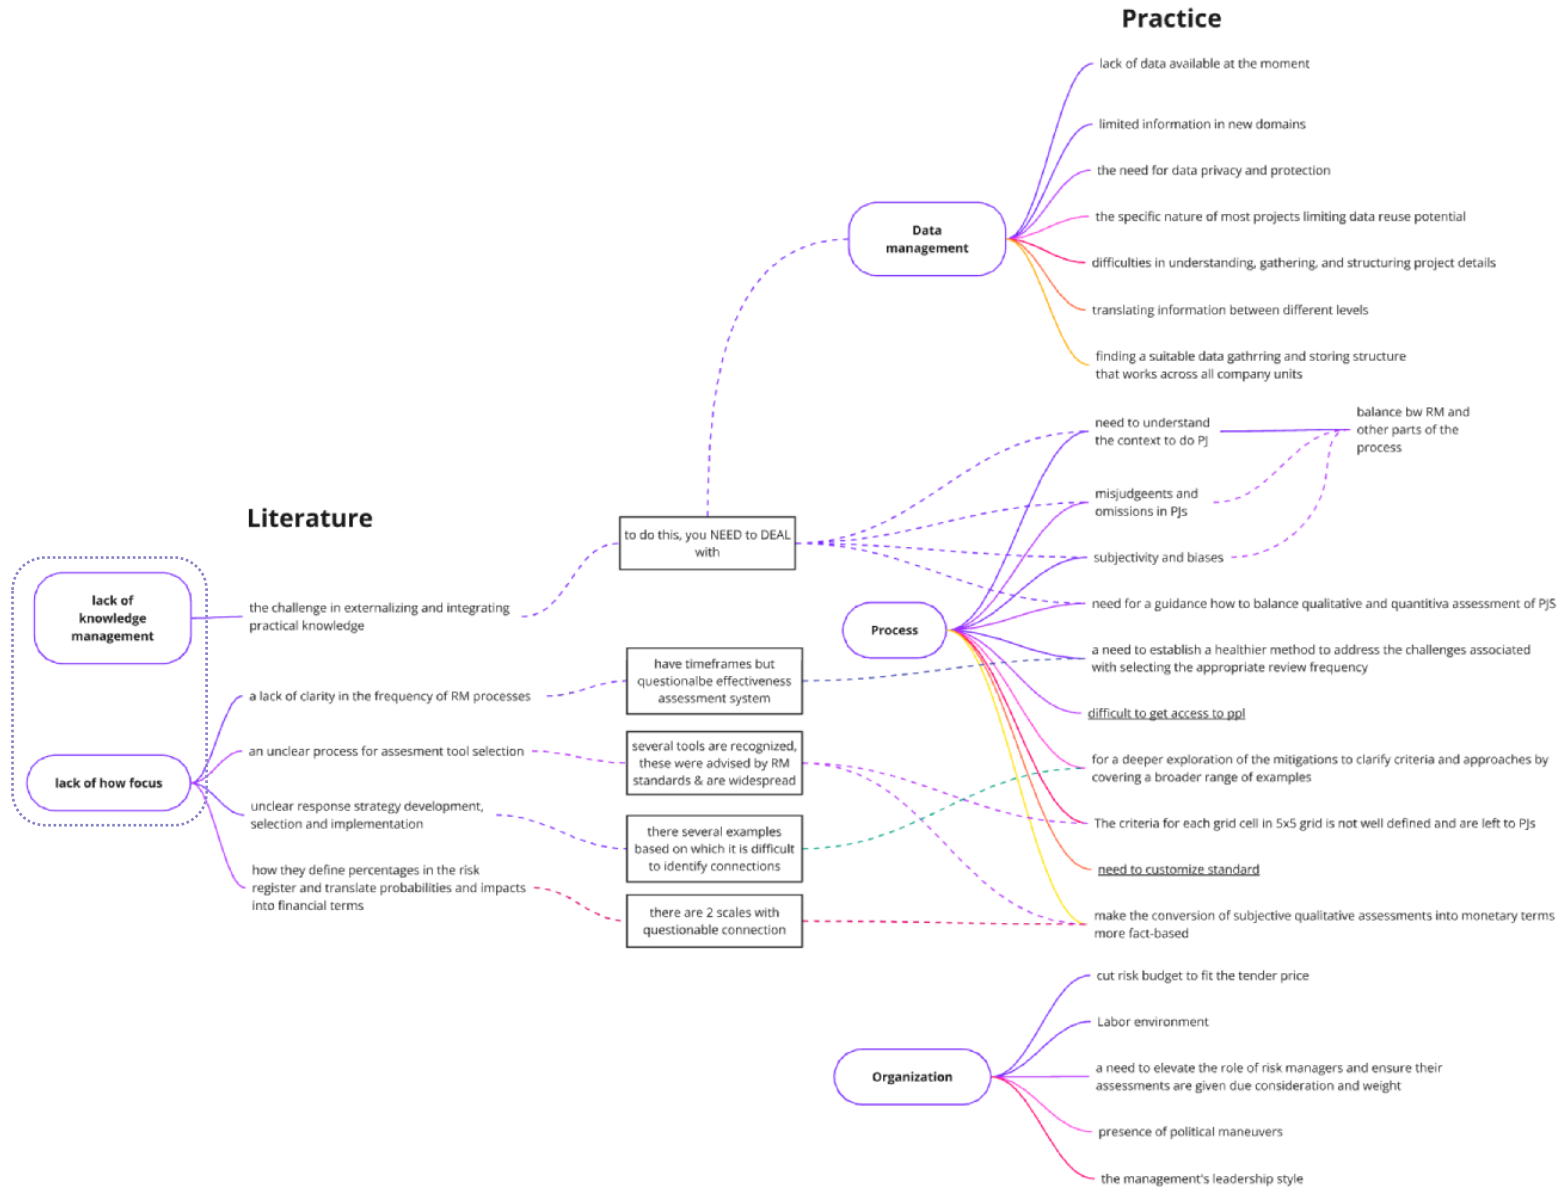 Practice
lack of data available at the moment
limited information in new domains
the need for data privacy and protection
the specific nature of most projects limiting data reuse potential
Data
management
difficulties in understanding, gathering, and structuring project details
translating information between different levels
finding a suitable data gathrring and storing structure
that works across all company units
need to understand
the context to do PJ
balance bw RM and
other parts of the
process
misjudgeents and
omissions in PJs
subjectivity and biases
need for a guidance how to balance qualitative and quantitiva assessment of PJS
Process
a need to establish a healthier method to address the challenges associated
with selecting the appropriate review frequency
difficult to get access to ppl
for a deeper exploration of the mitigations to clarify criteria and approaches by
covering a broader range of examples
The criteria for each grid cell in 5x5 grid is not well defined and are left to PJs
need to customize standard
make the conversion of subjective qualitative assessments into monetary terms
more fact-based
Literature
to do this, you NEED to DEAL
with
lack of
knowledge
management
the challenge in externalizing and integrating
practical knowledge
have timeframes but
questionalbe effectiveness
assessment system
a lack of clarity in the frequency of RM processes
an unclear process for assesment tool selection
several tools are recognized,
these were advised by RM
standards & are widespread
lack of how focus
unclear response strategy development,
selection and implementation
there several examples
based on which it is difficult
to identify connections
how they define percentages in the risk
register and translate probabilities and impacts
into financial terms
there are 2 scales with
questionable connection
cut risk budget to fit the tender price
Labor environment
Organization
a need to elevate the role of risk managers and ensure their
assessments are given due consideration and weight
presence of political maneuvers
the management's leadership style